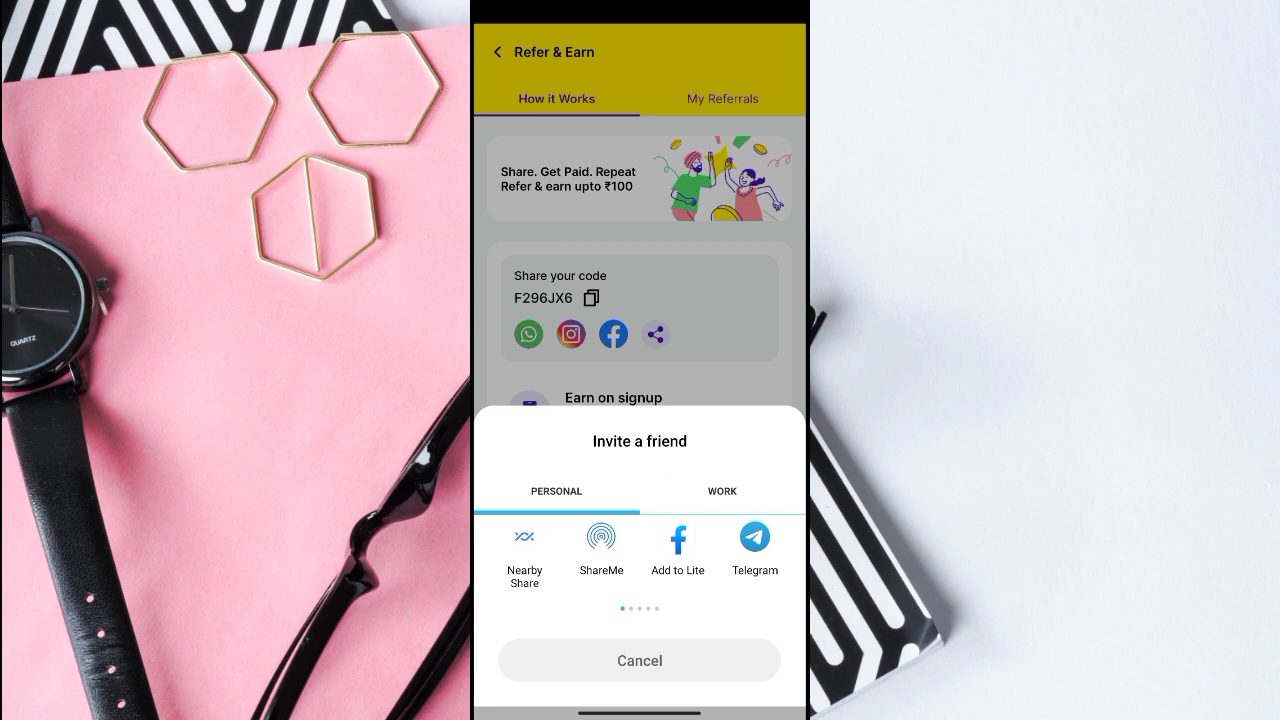 Refer & Earn
How it Works
My Referrals
Share. Get Paid. Repeat
Refer & earn upto ₹100
Share your code
F296JX6
Earn on signup
Invite a friend
PERSONAL
WORK
Nearby
Share
ShareMe
Add to Lite
Telegram
Cancel
QUARTZ